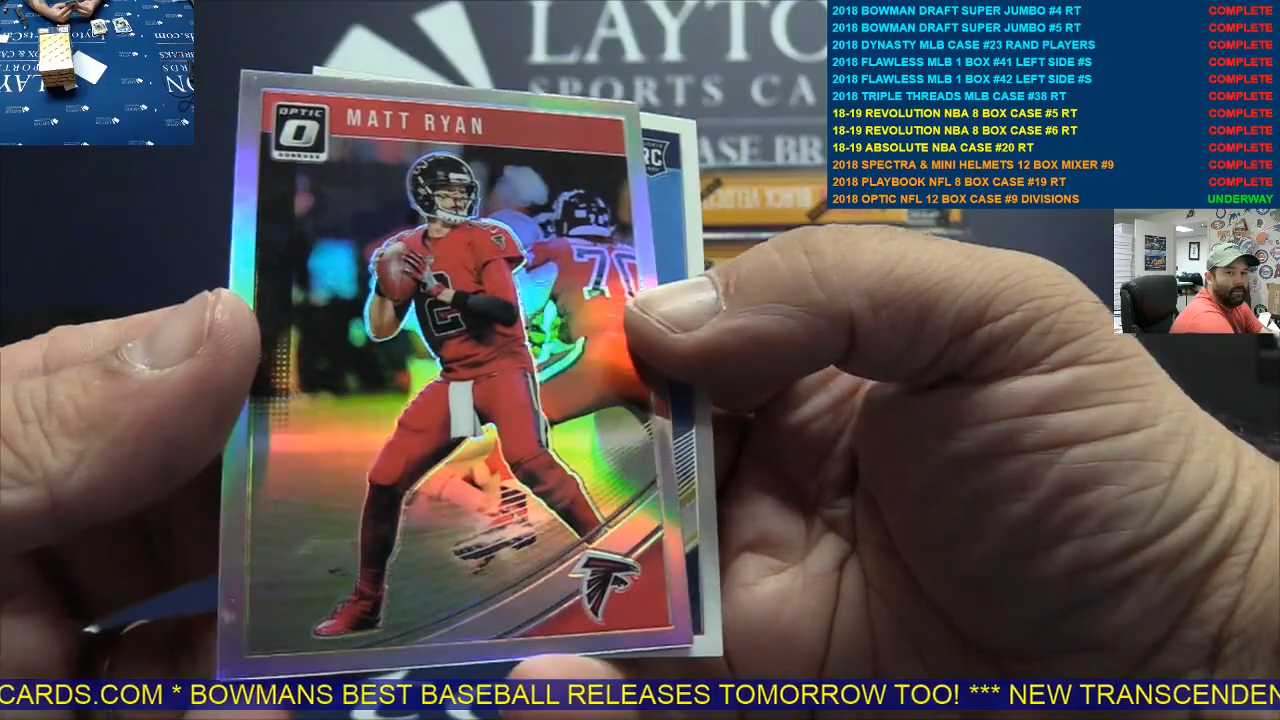 2018 BOWMAN DRAFT SUPER JUMBO #4 RT COMPLETE
2018 BOWMAN DRAFT SUPER JUMBO #5 RT COMPLETE
2018 DYNASTY MLB CASE #23 RAND PLAYERS COMPLETE
2018 FLAWLESS MLB 1 BOX #41 LEFT SIDE #S COMPLETE
2018 FLAWLESS MLB 1 BOX #42 LEFT SIDE #S COMPLETE
2018 TRIPLE THREADS MLB CASE #38 RT COMPLETE
18-19 REVOLUTION NBA 8 BOX CASE #5 RT COMPLETE
18-19 REVOLUTION NBA 8 BOX CASE #6 RT COMPLETE
18-19 ABSOLUTE NBA CASE #20 RT COMPLETE
2018 SPECTRA & MINI HELMETS 12 BOX MIXER #9 COMPLETE
2018 PLAYBOOK NFL 8 BOX CASE #19 RT COMPLETE
2018 OPTIC NFL 12 BOX CASE #9 DIVISIONS UNDERWAY
LAYTO
SPORTS CA
ASE BR
BLACK VELOC
OPTIC
O
DONRUSS
MATT RYAN
RC
2
70
CARDS.COM * BOWMANS BEST BASEBALL RELEASES TOMORROW TOO! *** NEW TRANSCENDEN